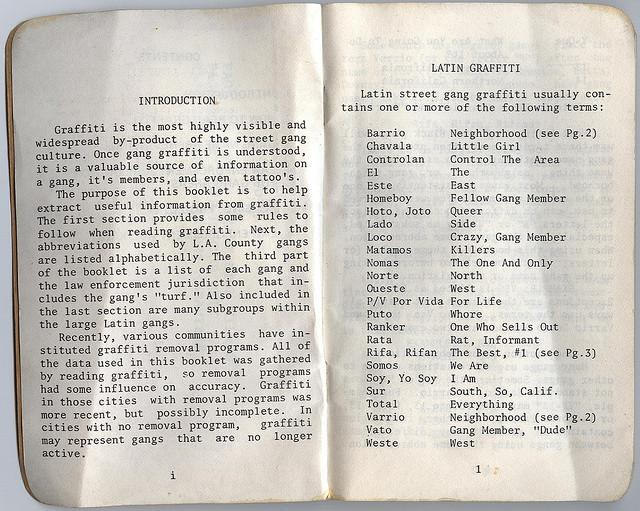 INTRODUCTION
Graffiti is the most highly visible and
widespread by-product of the street gang
culture. Once gang graffiti is understood,
it is a valuable source of information on
a gang, it's members, and even tattoo's.
The purpose of this booklet is to help
extract useful information from graffiti.
The first section provides some rules to
follow when reading graffiti. Next, the
abbreviations used by L.A. County gangs
are listed alphabetically. The third part
of the booklet is a list of each gang and
the law enforcement jurisdiction that in-
cludes the gang's "turf." Also included in
the last section are many subgroups within
the large Latin gangs.
Recently, various communities have in-
stituted graffiti removal programs. All of
the data used in this booklet was gathered
by reading graffiti, so removal programs
had some influence on accuracy. Graffiti
in those cities with removal programs was
more recent, but possibly incomplete. In
cities with no removal program, graffiti
may represent gangs that are no longer
active.
i
LATIN GRAFFITI
Latin street gang graffiti usually con-
tains one or more of the following terms:
Barrio Neighborhood (see Pg.2)
Chavala Little Girl
Controlan Control The Area
El The
Este East
Homeboy Fellow Gang Member
Hoto, Joto Queer
Lado Side
Loco Crazy, Gang Member
Matamos Killers
Nomas The One And Only
Norte North
Oueste West
P/V Por Vida For Life
Puto Whore
Ranker One Who Sells Out
Rata Rat, Informant
Rifa, Rifan The Best, #1 (see Pg.3)
Somos We Are
Soy, Yo Soy I Am
Sur South, So, Calif.
Total Everything
Varrio Neighborhood (see Pg.2)
Vato Gang Member, "Dude"
Weste West
1